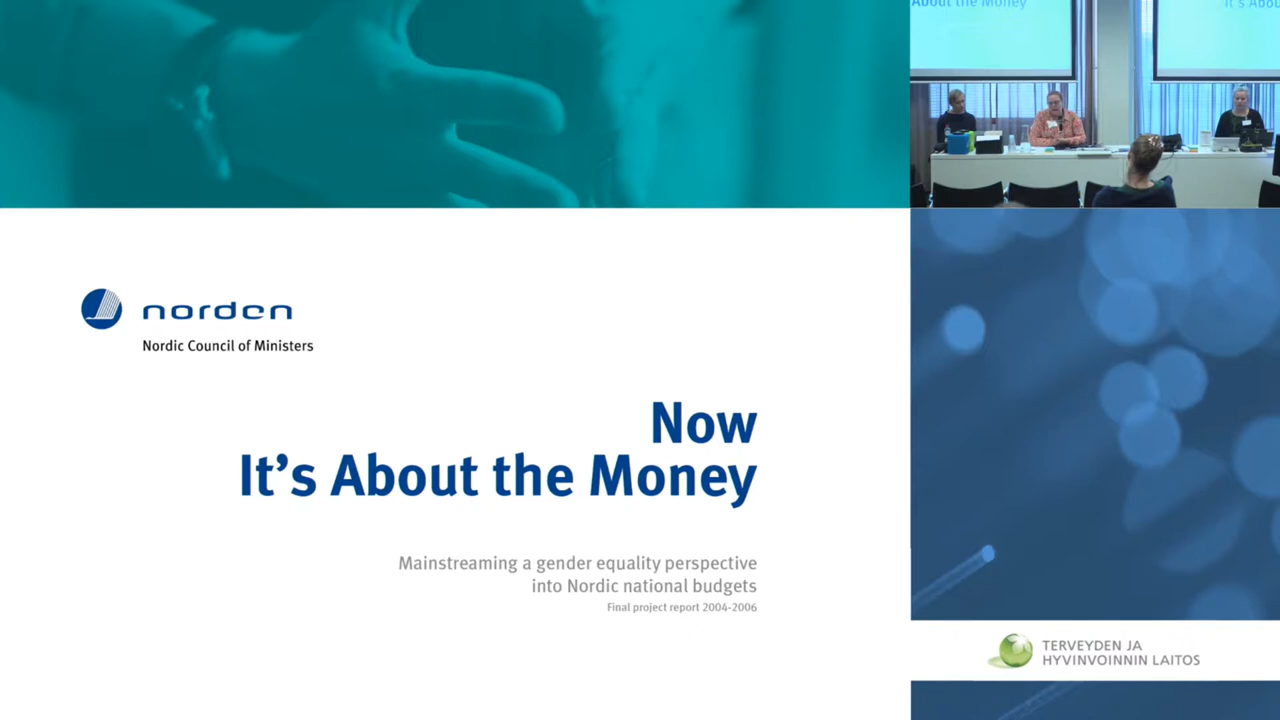 About the Money
It's Abou
norden
Nordic Council of Ministers
Now
It's About the Money
Mainstreaming a gender equality perspective
into Nordic national budgets
Final project report 2004-2006
TERVEYDEN JA
HYVINVOINNIN LAITOS